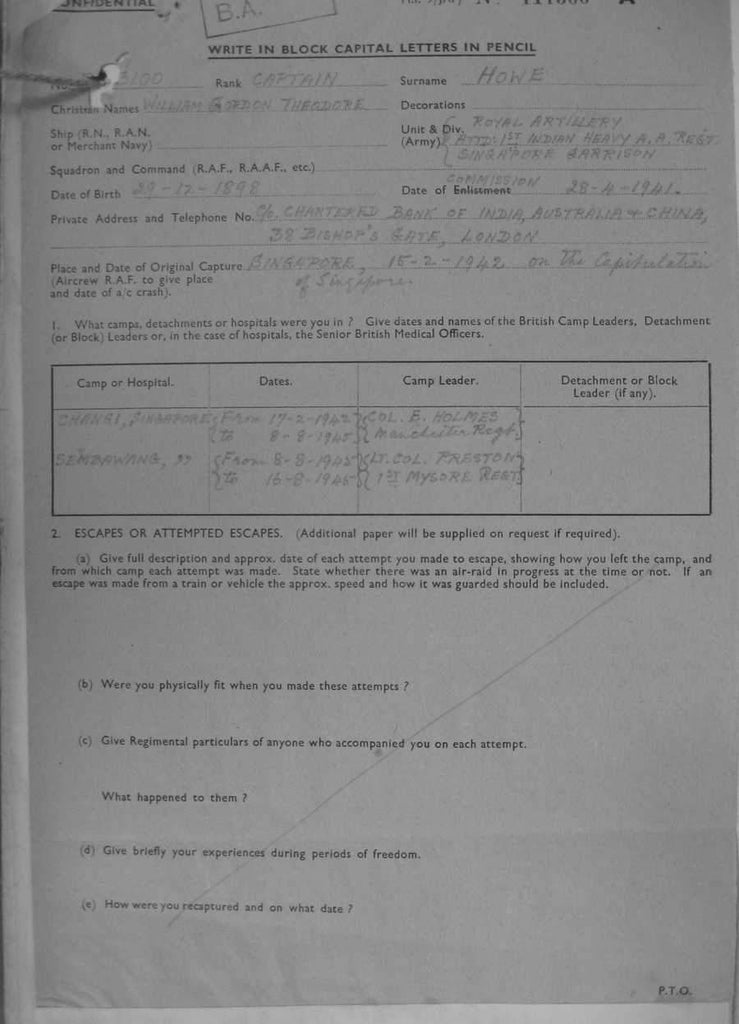 CONFIDENTIAL
B.A.
WRITE IN BLOCK CAPITAL LETTERS IN PENCIL
Rank CAPTAIN Surname HOWE
Christian Names WILLIAM GORDON THEODORE Decorations
Ship (R.N., R.A.N. or Merchant Navy)
Unit & Div. (Army) { ROYAL ARTILLERY
ATTD: 1ST INDIAN HEAVY A.A. REGT.
SINGAPORE GARRISON
Squadron and Command (R.A.F., R.A.A.F., etc.)
Date of Birth 29-12-1898 Date of Enlistment COMMISSION 28-4-1941.
Private Address and Telephone No. C/o CHARTERED BANK OF INDIA, AUSTRALIA & CHINA,
38 BISHOP'S GATE, LONDON
Place and Date of Original Capture SINGAPORE, 15-2-1942 on the Capitulation
(Aircrew R.A.F. to give place of Singapore.
and date of a/c crash).
1. What camps, detachments or hospitals were you in ? Give dates and names of the British Camp Leaders, Detachment
(or Block) Leaders or, in the case of hospitals, the Senior British Medical Officers.
Camp or Hospital. Dates. Camp Leader. Detachment or Block
Leader (if any).
CHANGI, SINGAPORE { From 17-2-1942 } { COL. E. HOLMES }
{ to 8-8-1945 } { Manchester Regt. }
SEMBAWANG, " { From 8-8-1945 } { LT. COL. PRESTON }
{ to 16-8-1945 } { 1ST MYSORE REGT }
2. ESCAPES OR ATTEMPTED ESCAPES. (Additional paper will be supplied on request if required).
(a) Give full description and approx. date of each attempt you made to escape, showing how you left the camp, and
from which camp each attempt was made. State whether there was an air-raid in progress at the time or not. If an
escape was made from a train or vehicle the approx. speed and how it was guarded should be included.
(b) Were you physically fit when you made these attempts ?
(c) Give Regimental particulars of anyone who accompanied you on each attempt.
What happened to them ?
(d) Give briefly your experiences during periods of freedom.
(e) How were you recaptured and on what date ?
P.T.O.